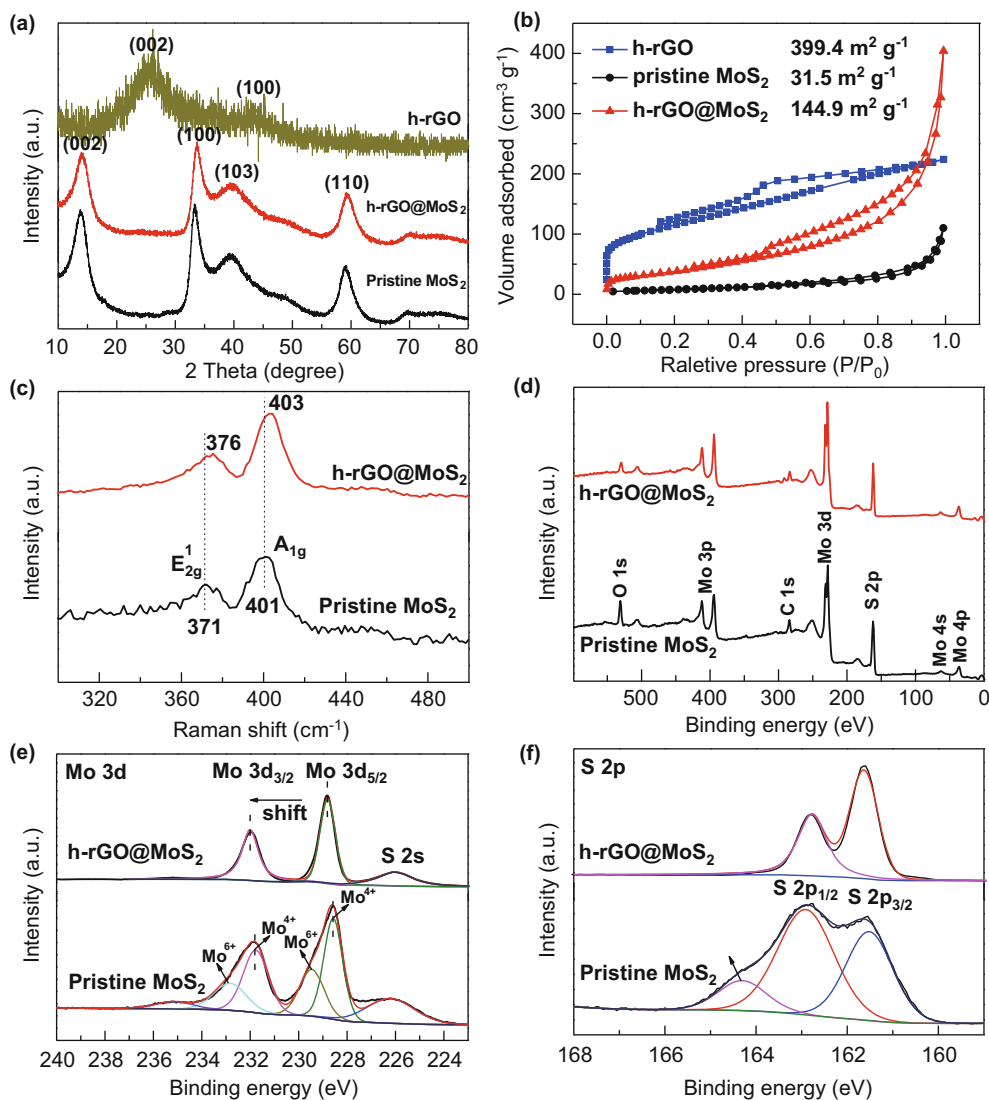 (a)
(002)
(100)
h-rGO
(002)
(100)
(103)
(110)
h-rGO@MoS₂
Pristine MoS₂
Intensity (a.u.)
10 20 30 40 50 60 70 80
2 Theta (degree)
(b)
h-rGO 399.4 m² g⁻¹
pristine MoS₂ 31.5 m² g⁻¹
h-rGO@MoS₂ 144.9 m² g⁻¹
Volume adsorbed (cm⁻³ g⁻¹)
400
300
200
100
0
0.0 0.2 0.4 0.6 0.8 1.0
Raletive pressure (P/P₀)
(c)
403
376
h-rGO@MoS₂
E¹₂g
A₁g
371
401
Pristine MoS₂
Intensity (a.u.)
320 360 400 440 480
Raman shift (cm⁻¹)
(d)
h-rGO@MoS₂
O 1s
Mo 3p
C 1s
Mo 3d
S 2p
Mo 4s
Mo 4p
Pristine MoS₂
Intensity (a.u.)
500 400 300 200 100 0
Binding energy (eV)
(e)
Mo 3d
Mo 3d₃/₂
Mo 3d₅/₂
shift
h-rGO@MoS₂
S 2s
Mo⁶⁺
Mo⁴⁺
Mo⁶⁺
Mo⁴⁺
Pristine MoS₂
Intensity (a.u.)
240 236 232 228 224
Binding energy (eV)
(f)
S 2p
h-rGO@MoS₂
S 2p₁/₂
S 2p₃/₂
Pristine MoS₂
Intensity (a.u.)
168 166 164 162 160
Binding energy (eV)